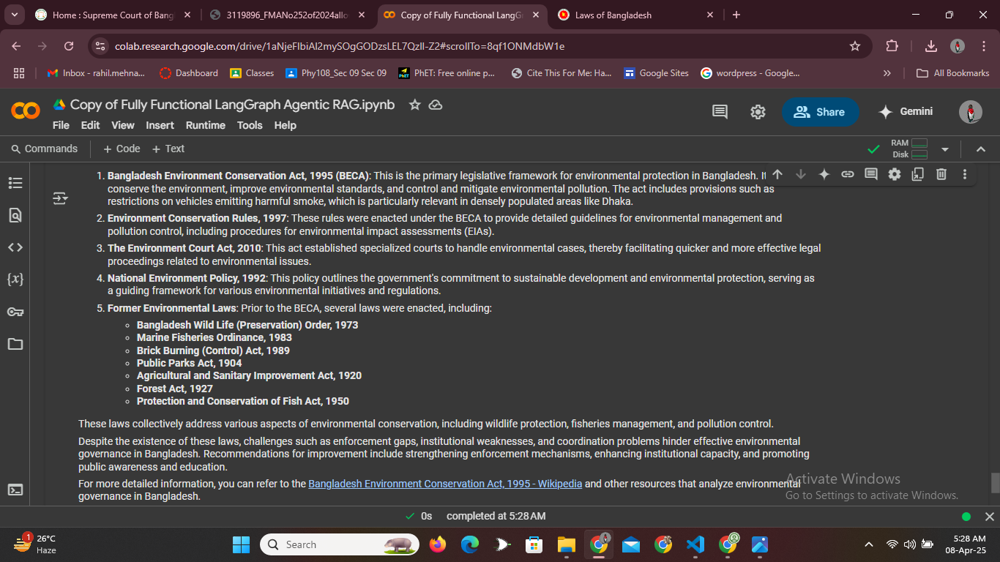 Home : Supreme Court of Bang
3119896_FMANo252of2024allo
Copy of Fully Functional LangG
Laws of Bangladesh
colab.research.google.com/drive/1aNjeFIbiAI2mySOgGODzsLEL7QzlI-Z2#scrollTo=8qf1ONMdbW1e
Inbox - rahil.mehna...
Dashboard
Classes
Phy108_Sec 09 Sec 09
PhET: Free online p...
Cite This For Me: Ha...
Google Sites
wordpress - Google...
All Bookmarks
Copy of Fully Functional LangGraph Agentic RAG.ipynb
Share
Gemini
File Edit View Insert Runtime Tools Help
Commands + Code + Text
RAM
Disk
1. Bangladesh Environment Conservation Act, 1995 (BECA): This is the primary legislative framework for environmental protection in Bangladesh. It
conserve the environment, improve environmental standards, and control and mitigate environmental pollution. The act includes provisions such as
restrictions on vehicles emitting harmful smoke, which is particularly relevant in densely populated areas like Dhaka.
2. Environment Conservation Rules, 1997: These rules were enacted under the BECA to provide detailed guidelines for environmental management and
pollution control, including procedures for environmental impact assessments (EIAs).
3. The Environment Court Act, 2010: This act established specialized courts to handle environmental cases, thereby facilitating quicker and more effective legal
proceedings related to environmental issues.
4. National Environment Policy, 1992: This policy outlines the government's commitment to sustainable development and environmental protection, serving as
a guiding framework for various environmental initiatives and regulations.
5. Former Environmental Laws: Prior to the BECA, several laws were enacted, including:
◦ Bangladesh Wild Life (Preservation) Order, 1973
◦ Marine Fisheries Ordinance, 1983
◦ Brick Burning (Control) Act, 1989
◦ Public Parks Act, 1904
◦ Agricultural and Sanitary Improvement Act, 1920
◦ Forest Act, 1927
◦ Protection and Conservation of Fish Act, 1950
These laws collectively address various aspects of environmental conservation, including wildlife protection, fisheries management, and pollution control.
Despite the existence of these laws, challenges such as enforcement gaps, institutional weaknesses, and coordination problems hinder effective environmental
governance in Bangladesh. Recommendations for improvement include strengthening enforcement mechanisms, enhancing institutional capacity, and promoting
public awareness and education.
For more detailed information, you can refer to the Bangladesh Environment Conservation Act, 1995 - Wikipedia and other resources that analyze environmental
governance in Bangladesh.
Activate Windows
Go to Settings to activate Windows.
0s completed at 5:28 AM
1
26°C
Haze
Search
5:28 AM
08-Apr-25